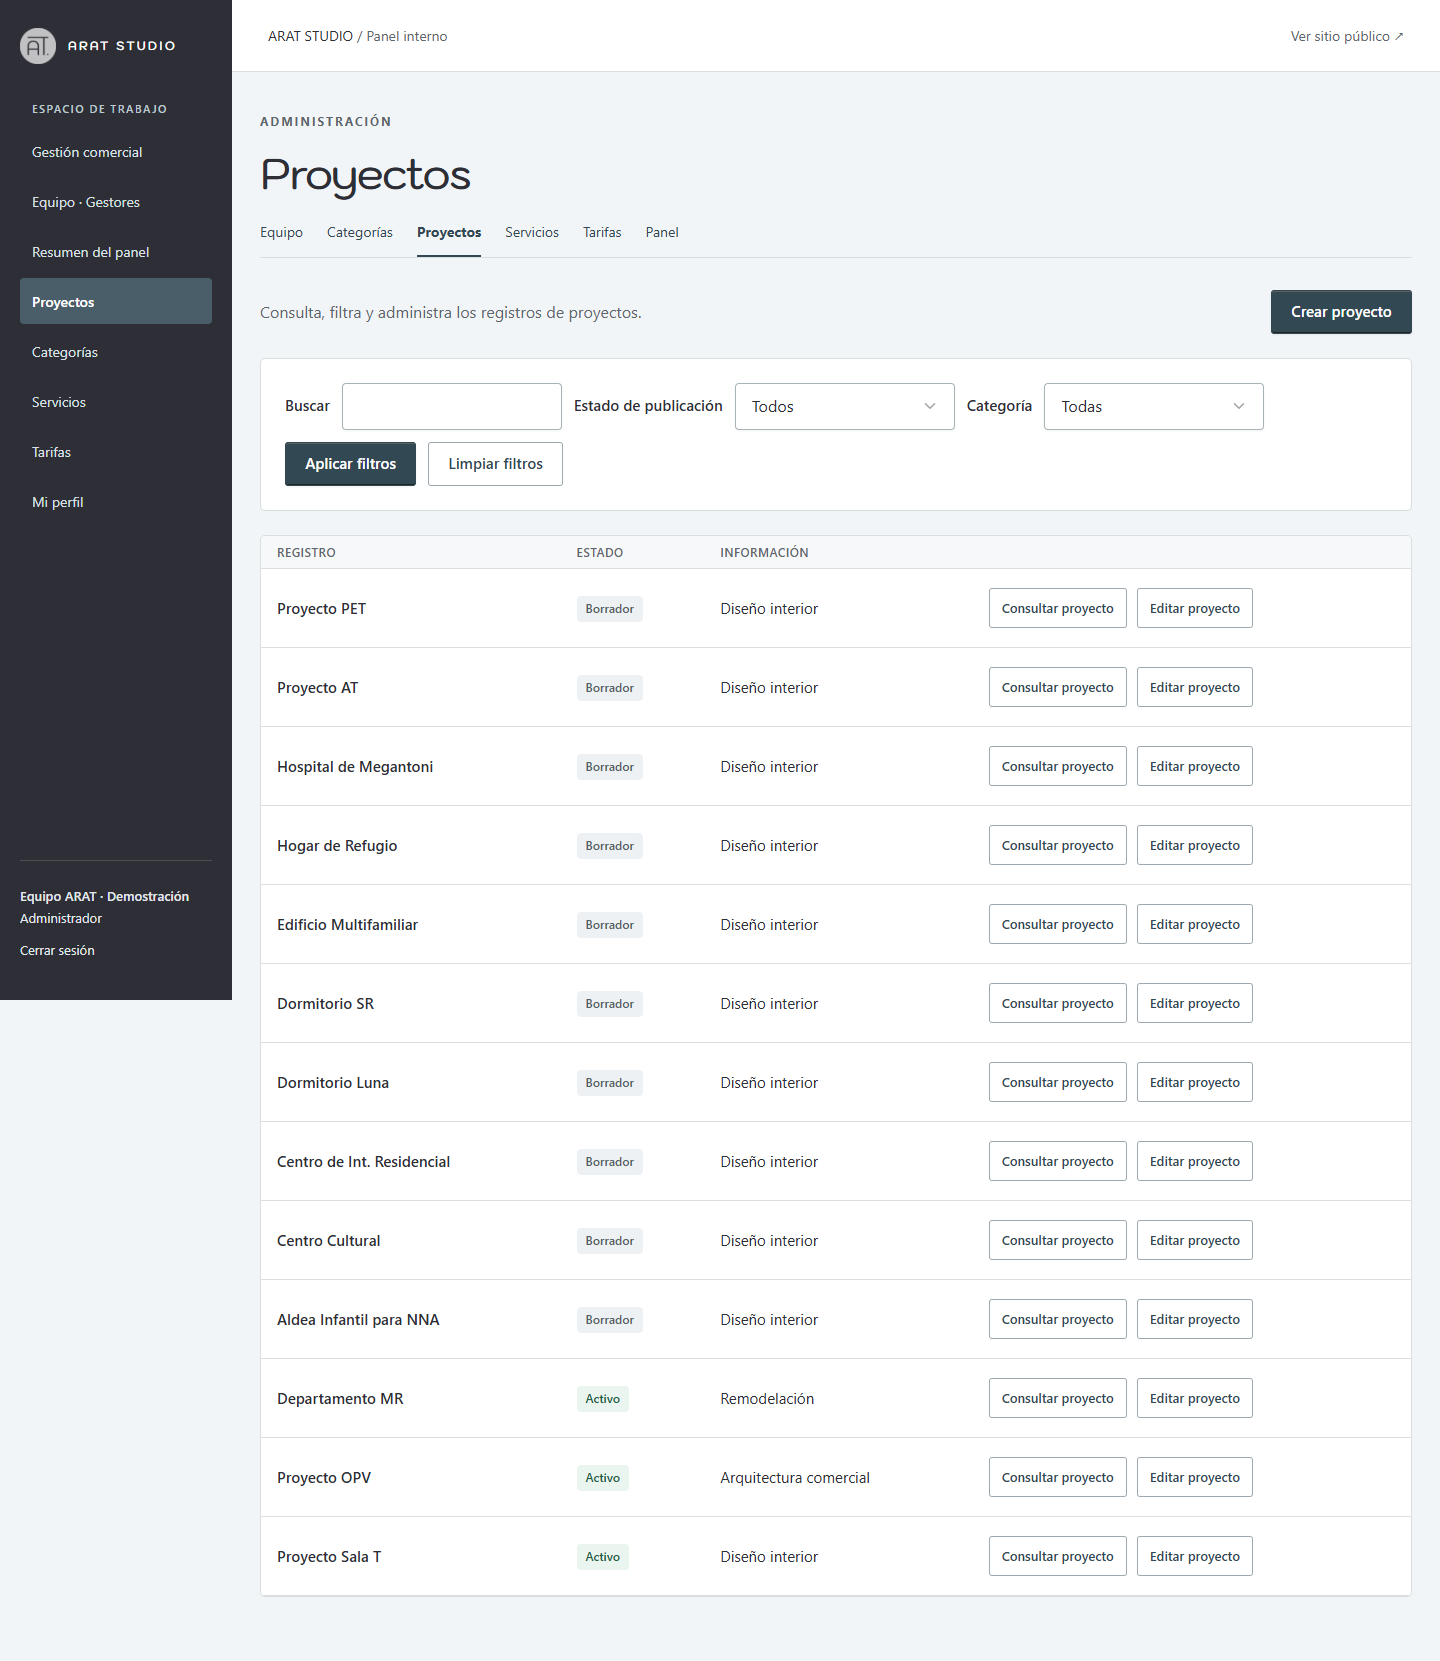 AT.
ARAT STUDIO
ESPACIO DE TRABAJO
Gestión comercial
Equipo · Gestores
Resumen del panel
Proyectos
Categorías
Servicios
Tarifas
Mi perfil
Equipo ARAT · Demostración
Administrador
Cerrar sesión
ARAT STUDIO / Panel interno
Ver sitio público ↗
ADMINISTRACIÓN
Proyectos
Equipo Categorías Proyectos Servicios Tarifas Panel
Consulta, filtra y administra los registros de proyectos.
Crear proyecto
Buscar Estado de publicación Todos Categoría Todas
Aplicar filtros Limpiar filtros
REGISTRO ESTADO INFORMACIÓN
Proyecto PET Borrador Diseño interior Consultar proyecto Editar proyecto
Proyecto AT Borrador Diseño interior Consultar proyecto Editar proyecto
Hospital de Megantoni Borrador Diseño interior Consultar proyecto Editar proyecto
Hogar de Refugio Borrador Diseño interior Consultar proyecto Editar proyecto
Edificio Multifamiliar Borrador Diseño interior Consultar proyecto Editar proyecto
Dormitorio SR Borrador Diseño interior Consultar proyecto Editar proyecto
Dormitorio Luna Borrador Diseño interior Consultar proyecto Editar proyecto
Centro de Int. Residencial Borrador Diseño interior Consultar proyecto Editar proyecto
Centro Cultural Borrador Diseño interior Consultar proyecto Editar proyecto
Aldea Infantil para NNA Borrador Diseño interior Consultar proyecto Editar proyecto
Departamento MR Activo Remodelación Consultar proyecto Editar proyecto
Proyecto OPV Activo Arquitectura comercial Consultar proyecto Editar proyecto
Proyecto Sala T Activo Diseño interior Consultar proyecto Editar proyecto